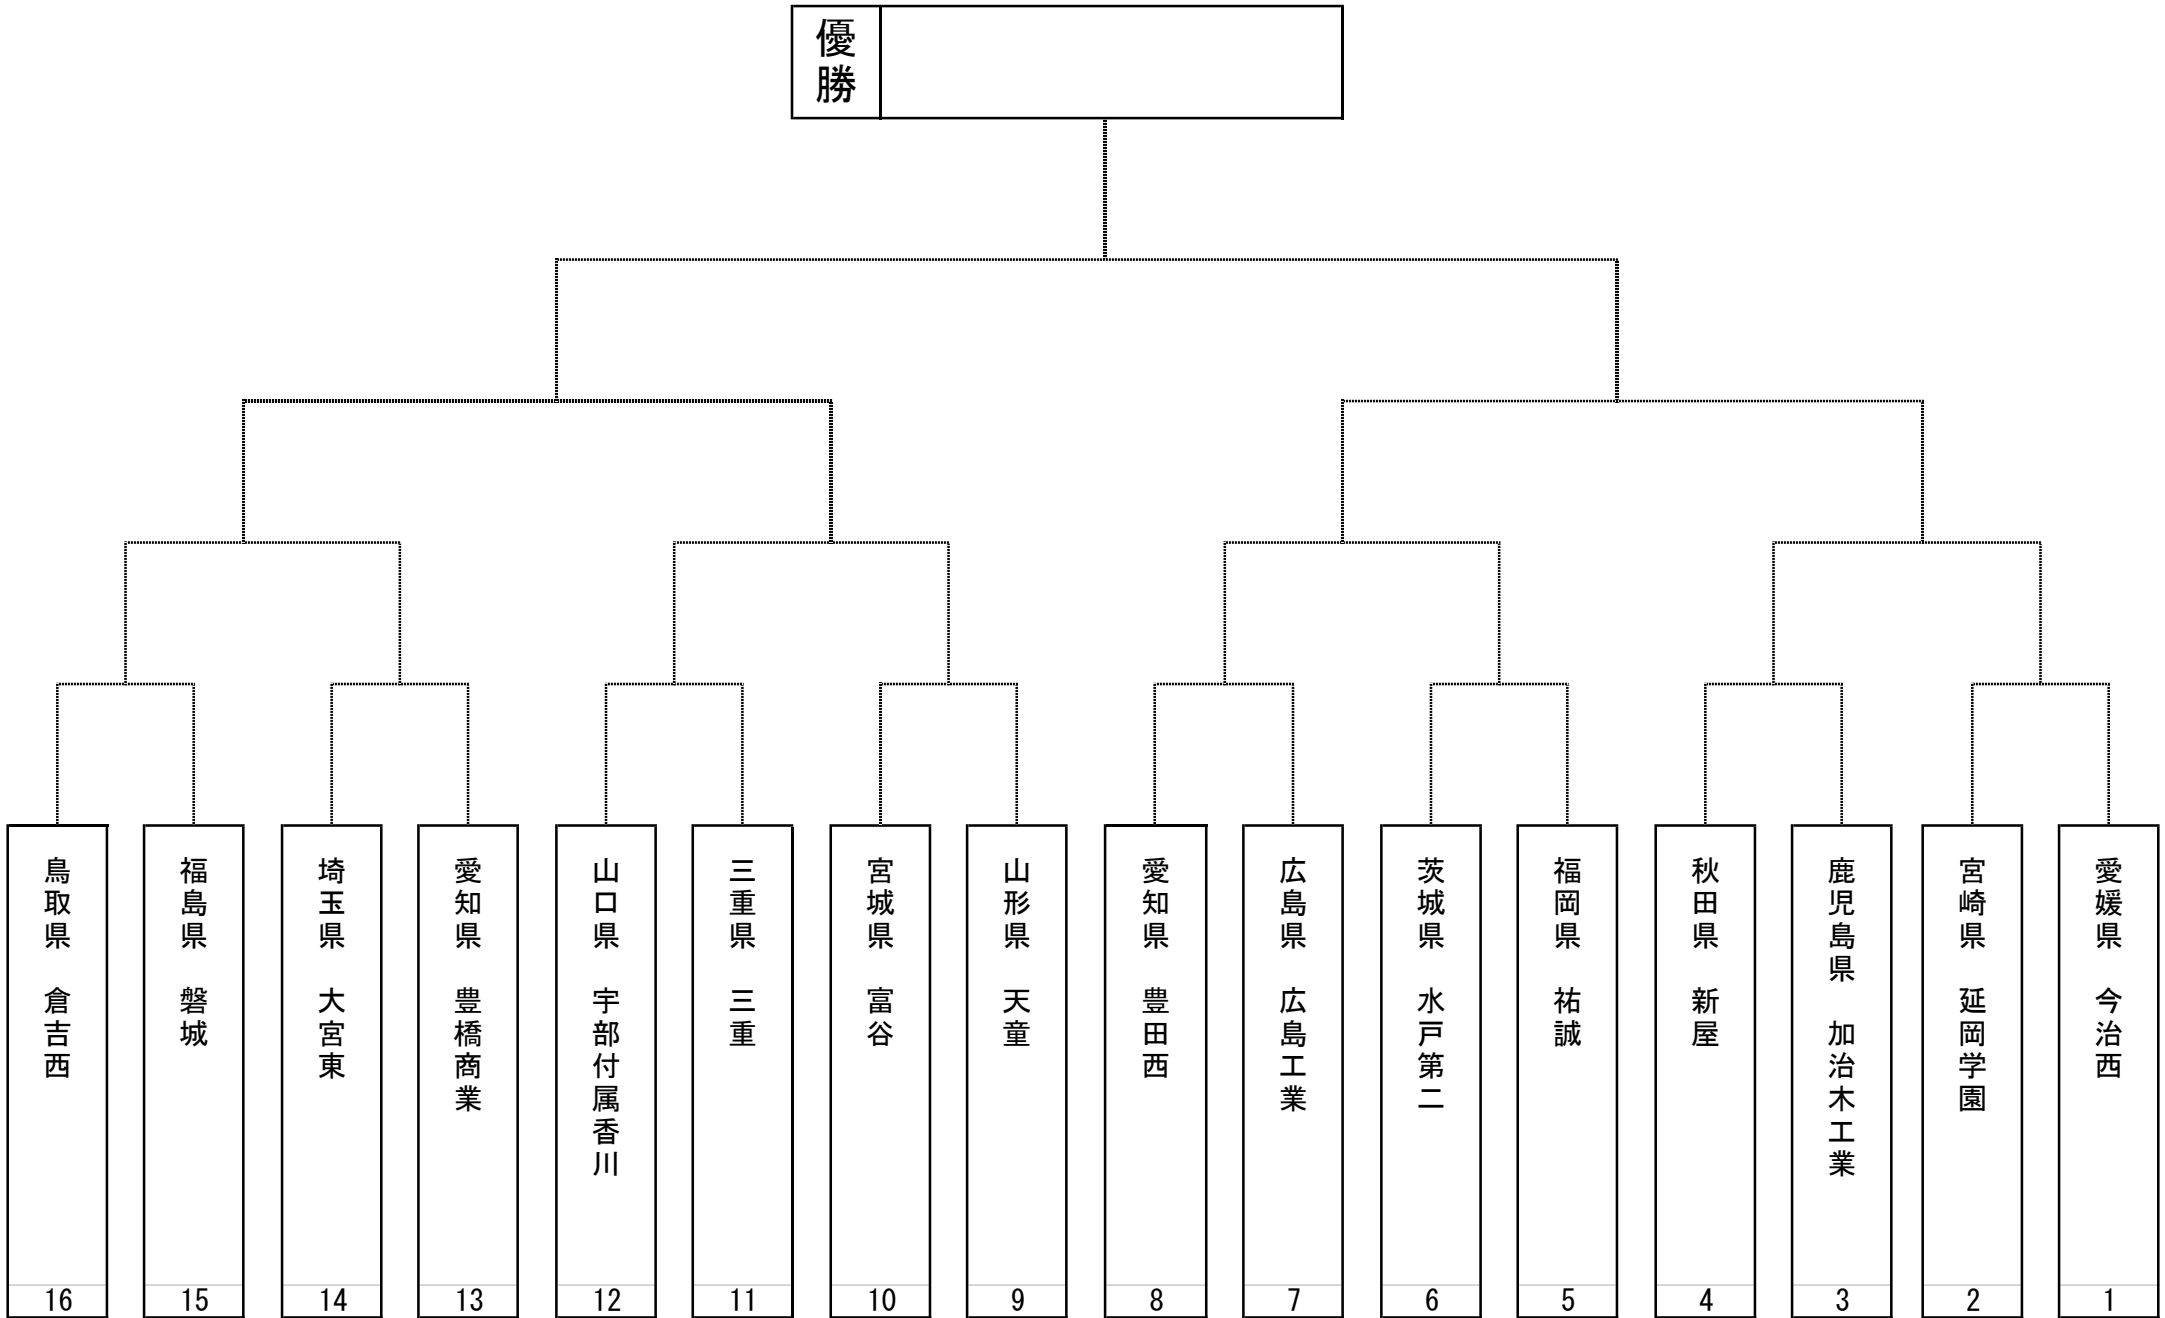 優勝
鳥取県　倉吉西
福島県　磐城
埼玉県　大宮東
愛知県　豊橋商業
山口県　宇部付属香川
三重県　三重
宮城県　富谷
山形県　天童
愛知県　豊田西
広島県　広島工業
茨城県　水戸第二
福岡県　祐誠
秋田県　新屋
鹿児島県　加治木工業
宮崎県　延岡学園
愛媛県　今治西
16
15
14
13
12
11
10
9
8
7
6
5
4
3
2
1